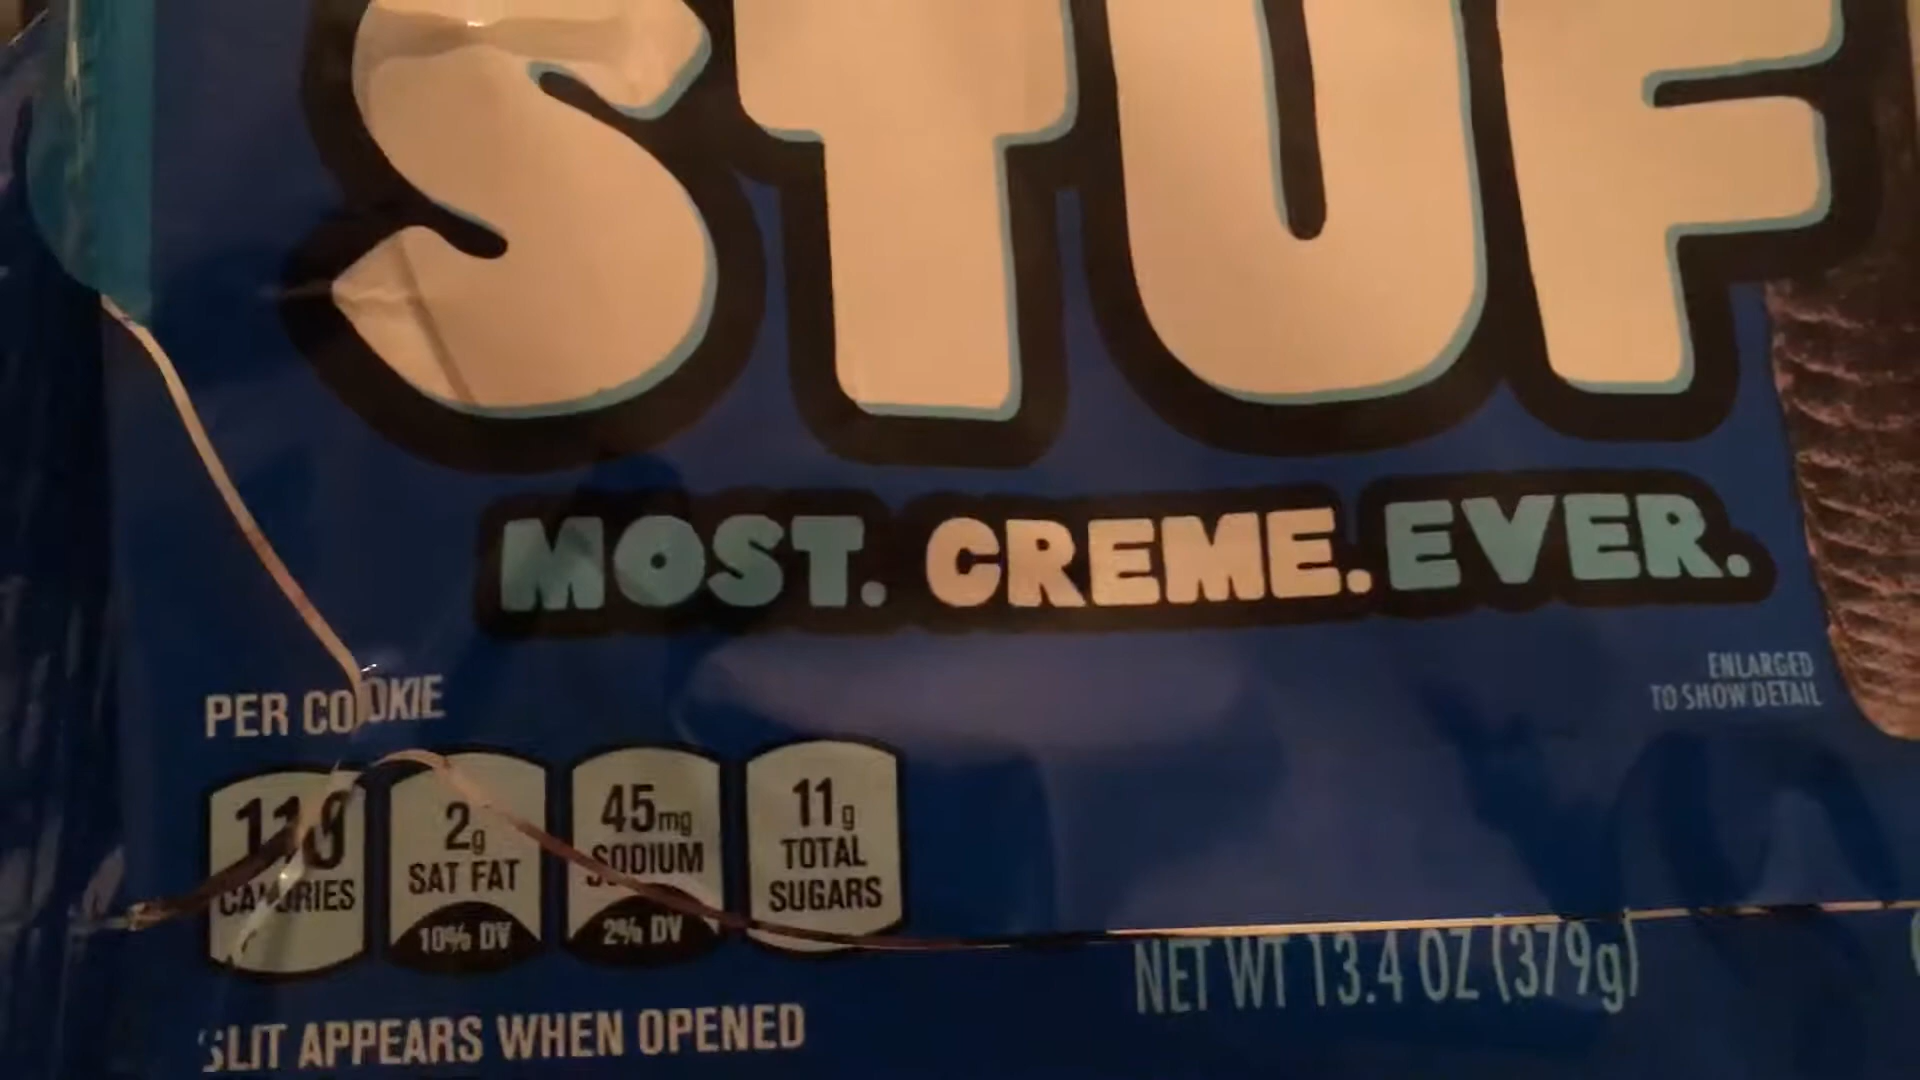 STUF
MOST. CREME. EVER.
ENLARGED
TO SHOW DETAIL
PER COOKIE
110
CALORIES
2g
SAT FAT
10% DV
45mg
SODIUM
2% DV
11g
TOTAL
SUGARS
NET WT 13.4 OZ (379g)
SLIT APPEARS WHEN OPENED